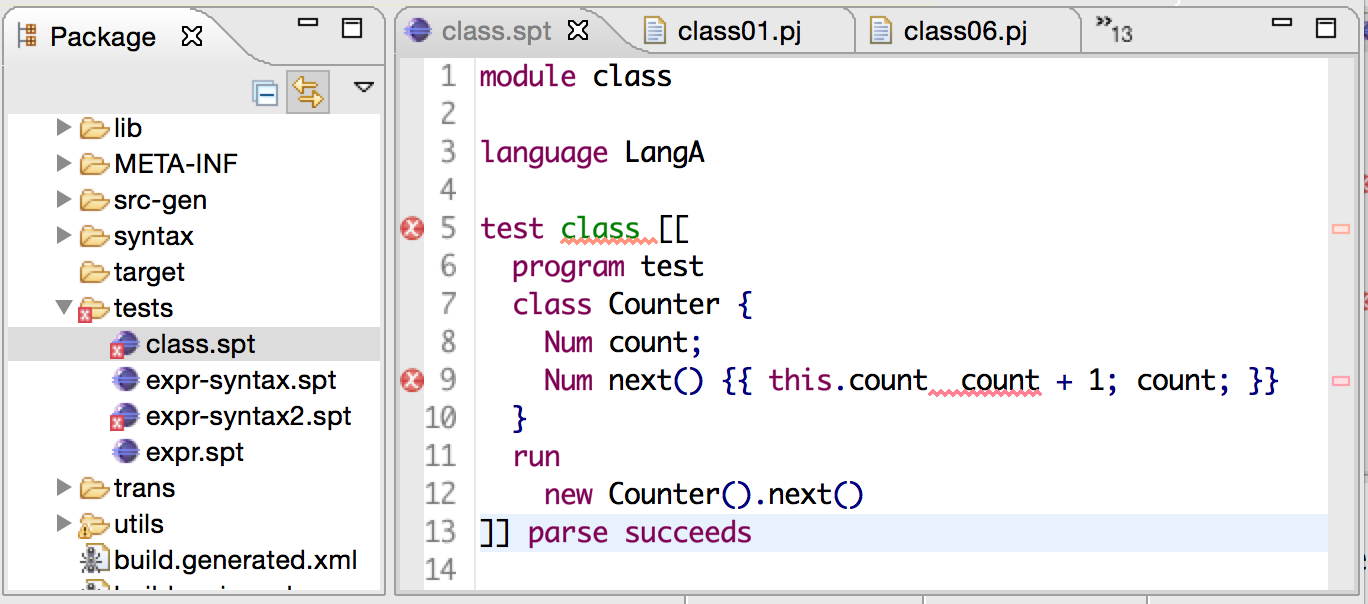 Package
class.spt
class01.pj
class06.pj
»13
lib
META-INF
src-gen
syntax
target
tests
class.spt
expr-syntax.spt
expr-syntax2.spt
expr.spt
trans
utils
build.generated.xml
1 module class
2
3 language LangA
4
5 test class [[
6 program test
7 class Counter {
8 Num count;
9 Num next() {{ this.count count + 1; count; }}
10 }
11 run
12 new Counter().next()
13 ]] parse succeeds
14